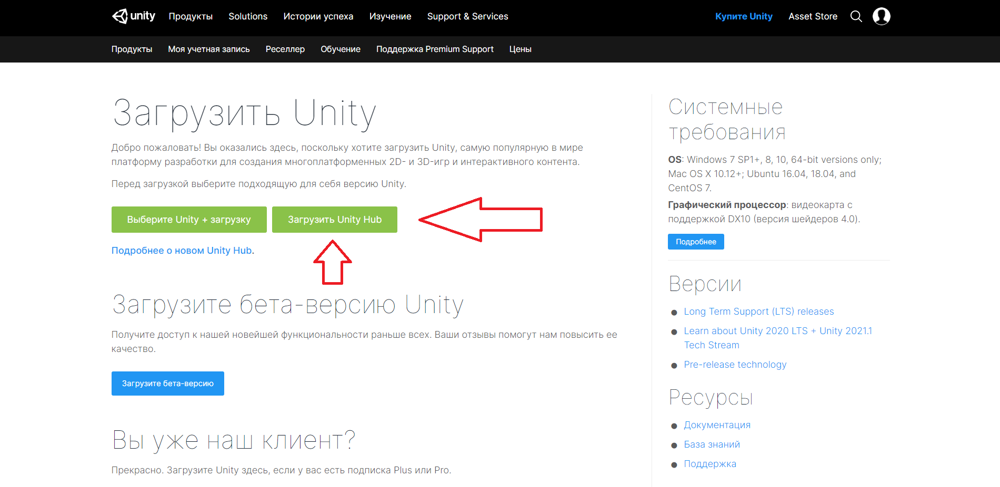 unity Продукты Solutions Истории успеха Изучение Support & Services Купите Unity Asset Store
Продукты Моя учетная запись Реселлер Обучение Поддержка Premium Support Цены
Загрузить Unity
Добро пожаловать! Вы оказались здесь, поскольку хотите загрузить Unity, самую популярную в мире
платформу разработки для создания многоплатформенных 2D- и 3D-игр и интерактивного контента.
Перед загрузкой выберите подходящую для себя версию Unity.
Выберите Unity + загрузку Загрузить Unity Hub
Подробнее о новом Unity Hub.
Загрузите бета-версию Unity
Получите доступ к нашей новейшей функциональности раньше всех. Ваши отзывы помогут нам повысить ее
качество.
Загрузите бета-версию
Вы уже наш клиент?
Прекрасно. Загрузите Unity здесь, если у вас есть подписка Plus или Pro.
Системные
требования
OS: Windows 7 SP1+, 8, 10, 64-bit versions only;
Mac OS X 10.12+; Ubuntu 16.04, 18.04, and
CentOS 7.
Графический процессор: видеокарта с
поддержкой DX10 (версия шейдеров 4.0).
Подробнее
Версии
Long Term Support (LTS) releases
Learn about Unity 2020 LTS + Unity 2021.1
Tech Stream
Pre-release technology
Ресурсы
Документация
База знаний
Поддержка